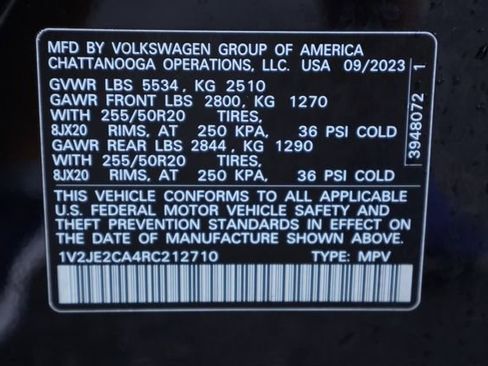 MFD BY VOLKSWAGEN GROUP OF AMERICA
CHATTANOOGA OPERATIONS, LLC. USA 09/2023
GVWR LBS 5534, KG 2510
GAWR FRONT LBS 2800, KG 1270
WITH 255/50R20 TIRES,
8JX20 RIMS, AT 250 KPA, 36 PSI COLD
GAWR REAR LBS 2844, KG 1290
WITH 255/50R20 TIRES,
8JX20 RIMS, AT 250 KPA, 36 PSI COLD
THIS VEHICLE CONFORMS TO ALL APPLICABLE
U.S. FEDERAL MOTOR VEHICLE SAFETY AND
THEFT PREVENTION STANDARDS IN EFFECT ON
THE DATE OF MANUFACTURE SHOWN ABOVE.
1V2JE2CA4RC212710 TYPE: MPV
3948072 1